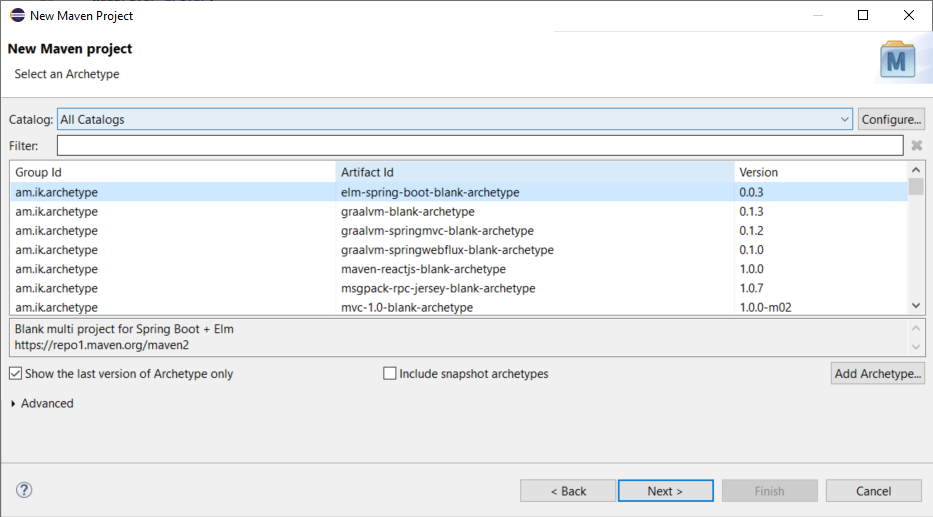 New Maven Project
New Maven project
Select an Archetype
M
Catalog: All Catalogs Configure...
Filter:
Group Id Artifact Id Version
am.ik.archetype elm-spring-boot-blank-archetype 0.0.3
am.ik.archetype graalvm-blank-archetype 0.1.3
am.ik.archetype graalvm-springmvc-blank-archetype 0.1.2
am.ik.archetype graalvm-springwebflux-blank-archetype 0.1.0
am.ik.archetype maven-reactjs-blank-archetype 1.0.0
am.ik.archetype msgpack-rpc-jersey-blank-archetype 1.0.7
am.ik.archetype mvc-1.0-blank-archetype 1.0.0-m02
Blank multi project for Spring Boot + Elm
https://repo1.maven.org/maven2
Show the last version of Archetype only Include snapshot archetypes Add Archetype...
Advanced
? < Back Next > Finish Cancel